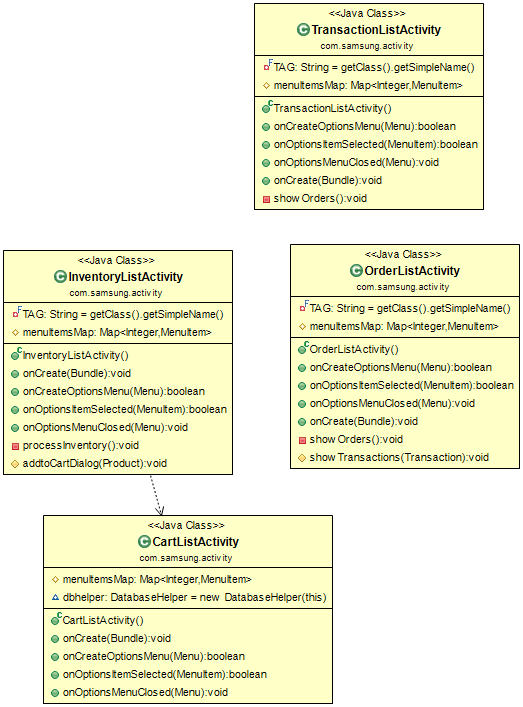 <<Java Class>>
TransactionListActivity
com.samsung.activity
TAG: String = getClass().getSimpleName()
menuItemsMap: Map<Integer,MenuItem>
TransactionListActivity()
onCreateOptionsMenu(Menu):boolean
onOptionsItemSelected(MenuItem):boolean
onOptionsMenuClosed(Menu):void
onCreate(Bundle):void
show Orders():void
<<Java Class>>
InventoryListActivity
com.samsung.activity
TAG: String = getClass().getSimpleName()
menuItemsMap: Map<Integer,MenuItem>
InventoryListActivity()
onCreate(Bundle):void
onCreateOptionsMenu(Menu):boolean
onOptionsItemSelected(MenuItem):boolean
onOptionsMenuClosed(Menu):void
processInventory():void
addtoCartDialog(Product):void
<<Java Class>>
OrderListActivity
com.samsung.activity
TAG: String = getClass().getSimpleName()
menuItemsMap: Map<Integer,MenuItem>
OrderListActivity()
onCreateOptionsMenu(Menu):boolean
onOptionsItemSelected(MenuItem):boolean
onOptionsMenuClosed(Menu):void
onCreate(Bundle):void
show Orders():void
show Transactions(Transaction):void
<<Java Class>>
CartListActivity
com.samsung.activity
menuItemsMap: Map<Integer,MenuItem>
dbhelper: DatabaseHelper = new DatabaseHelper(this)
CartListActivity()
onCreate(Bundle):void
onCreateOptionsMenu(Menu):boolean
onOptionsItemSelected(MenuItem):boolean
onOptionsMenuClosed(Menu):void